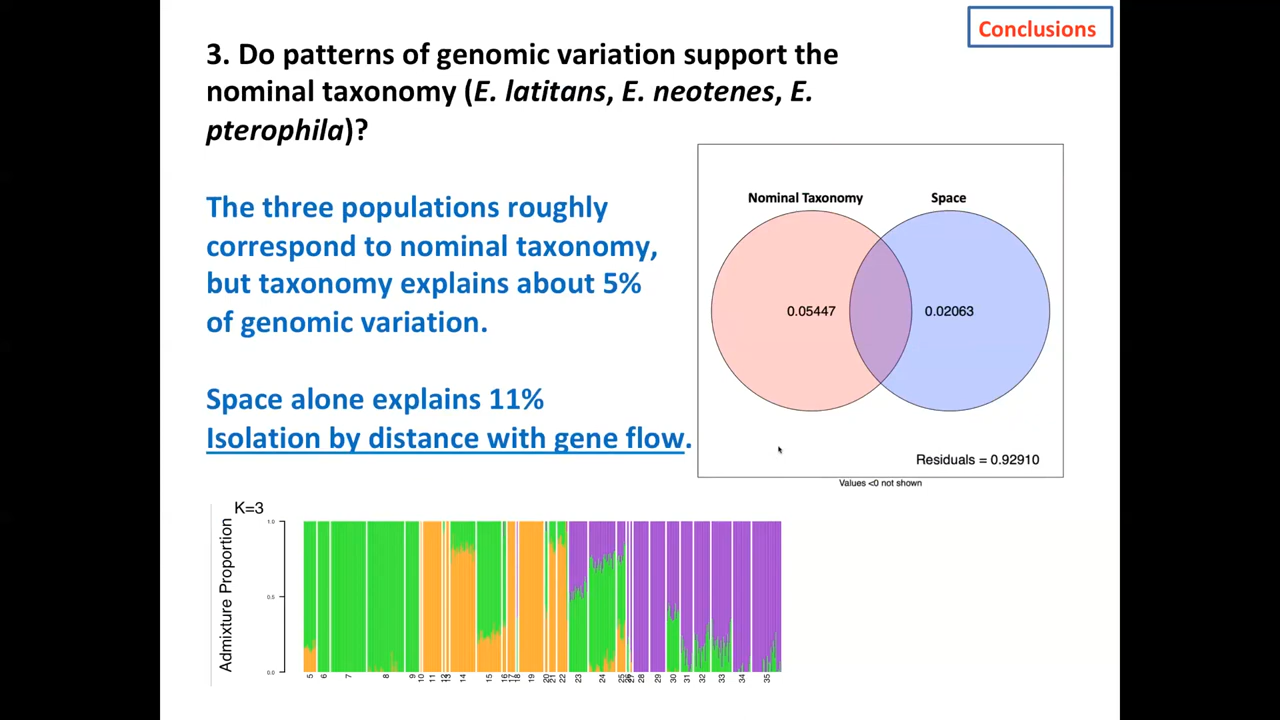 Conclusions
3. Do patterns of genomic variation support the
nominal taxonomy (E. latitans, E. neotenes, E.
pterophila)?
The three populations roughly
correspond to nominal taxonomy,
but taxonomy explains about 5%
of genomic variation.
Space alone explains 11%
Isolation by distance with gene flow.
Nominal Taxonomy Space
0.05447 0.02063
Residuals = 0.92910
Values <0 not shown
K=3
Admixture Proportion
1.0
0.5
0.0
5 6 7 8 9 10 11 12 13 14 15 16 17 18 19 20 21 22 23 24 25 26 27 28 29 30 31 32 33 34 35